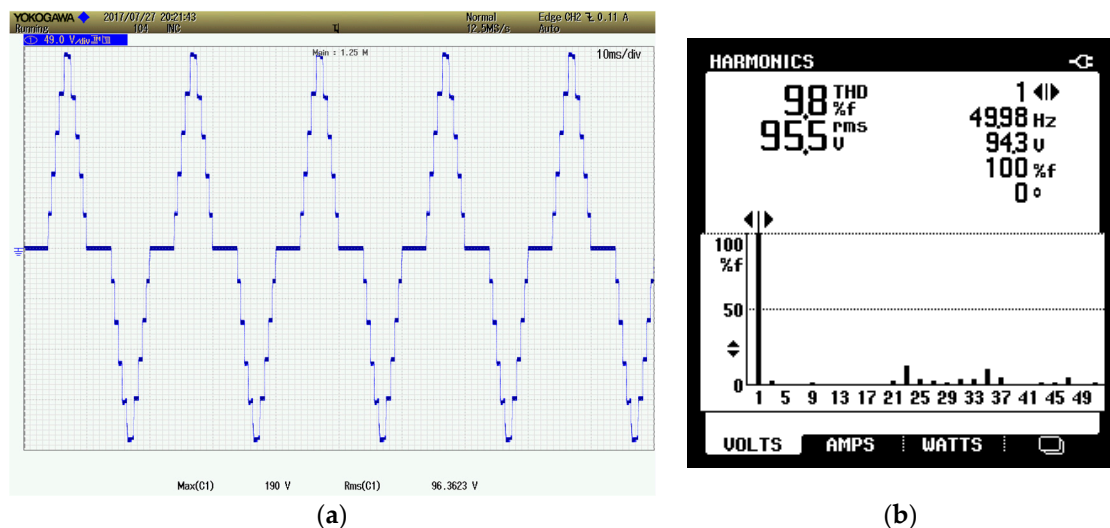 YOKOGAWA ◆ 2017/07/27 20:21:43 Normal Edge CH2 0.11 A
Running 104 ING 12.5MS/s Auto
1 49.0 V/div
Main : 1.25 M 10ms/div
Max(C1) 190 V Rms(C1) 96.3623 V
(a)
HARMONICS
9.8 THD %f
95.5 rms V
1
49.98 Hz
94.3 V
100 %f
0 °
100
%f
50
0
1 5 9 13 17 21 25 29 33 37 41 45 49
VOLTS AMPS WATTS
(b)